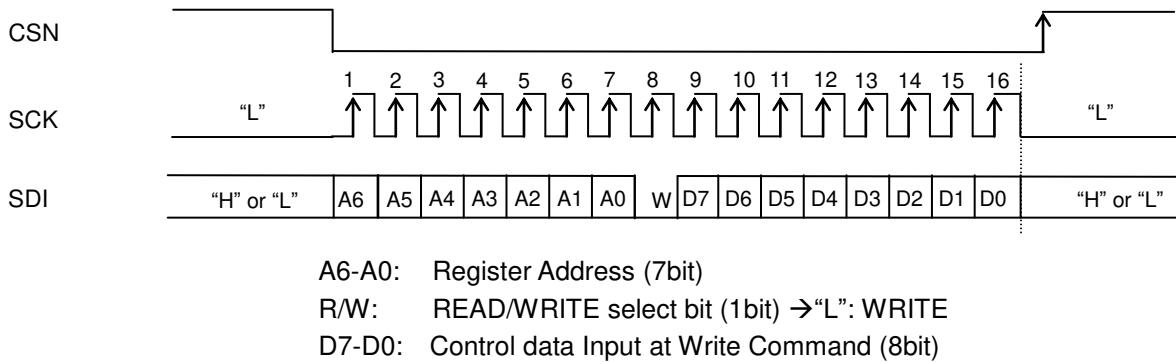 CSN
1 2 3 4 5 6 7 8 9 10 11 12 13 14 15 16
SCK "L" "L"
SDI "H" or "L" A6 A5 A4 A3 A2 A1 A0 W D7 D6 D5 D4 D3 D2 D1 D0 "H" or "L"
A6-A0: Register Address (7bit)
R/W: READ/WRITE select bit (1bit) →"L": WRITE
D7-D0: Control data Input at Write Command (8bit)